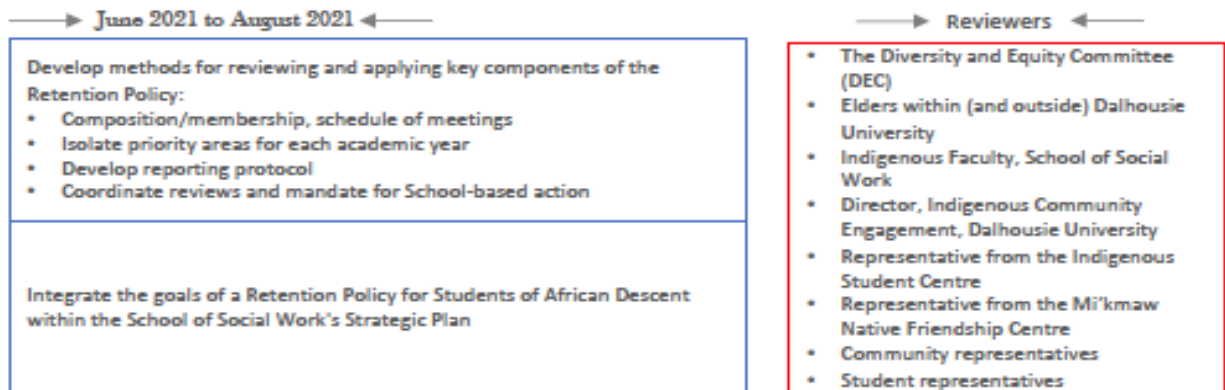 June 2021 to August 2021
Develop methods for reviewing and applying key components of the
Retention Policy:
• Composition/membership, schedule of meetings
• Isolate priority areas for each academic year
• Develop reporting protocol
• Coordinate reviews and mandate for School-based action
Integrate the goals of a Retention Policy for Students of African Descent
within the School of Social Work's Strategic Plan
Reviewers
• The Diversity and Equity Committee
(DEC)
• Elders within (and outside) Dalhousie
University
• Indigenous Faculty, School of Social
Work
• Director, Indigenous Community
Engagement, Dalhousie University
• Representative from the Indigenous
Student Centre
• Representative from the Mi'kmaw
Native Friendship Centre
• Community representatives
• Student representatives